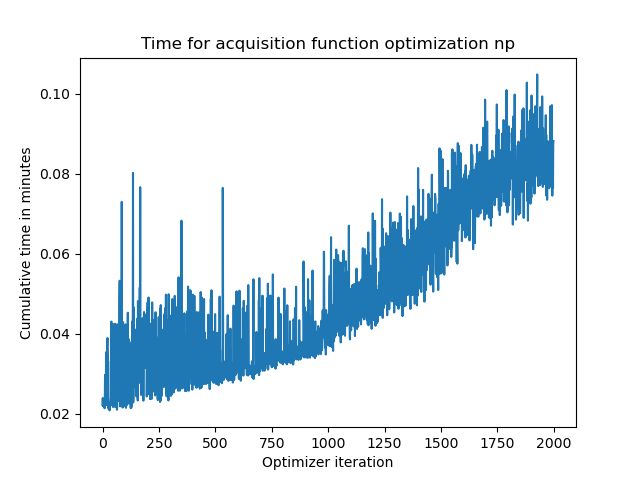 Time for acquisition function optimization np
0.10
0.08
0.06
0.04
0.02
Cumulative time in minutes
0 250 500 750 1000 1250 1500 1750 2000
Optimizer iteration